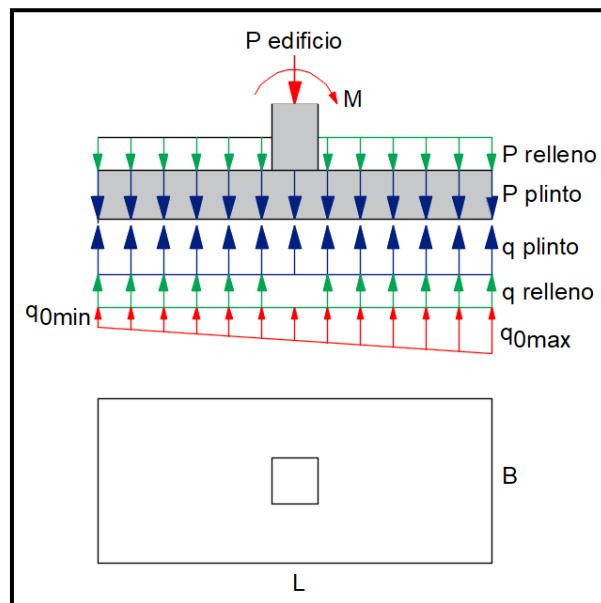 P edificio
M
P relleno
P plinto
q plinto
q relleno
q0min
q0max
B
L